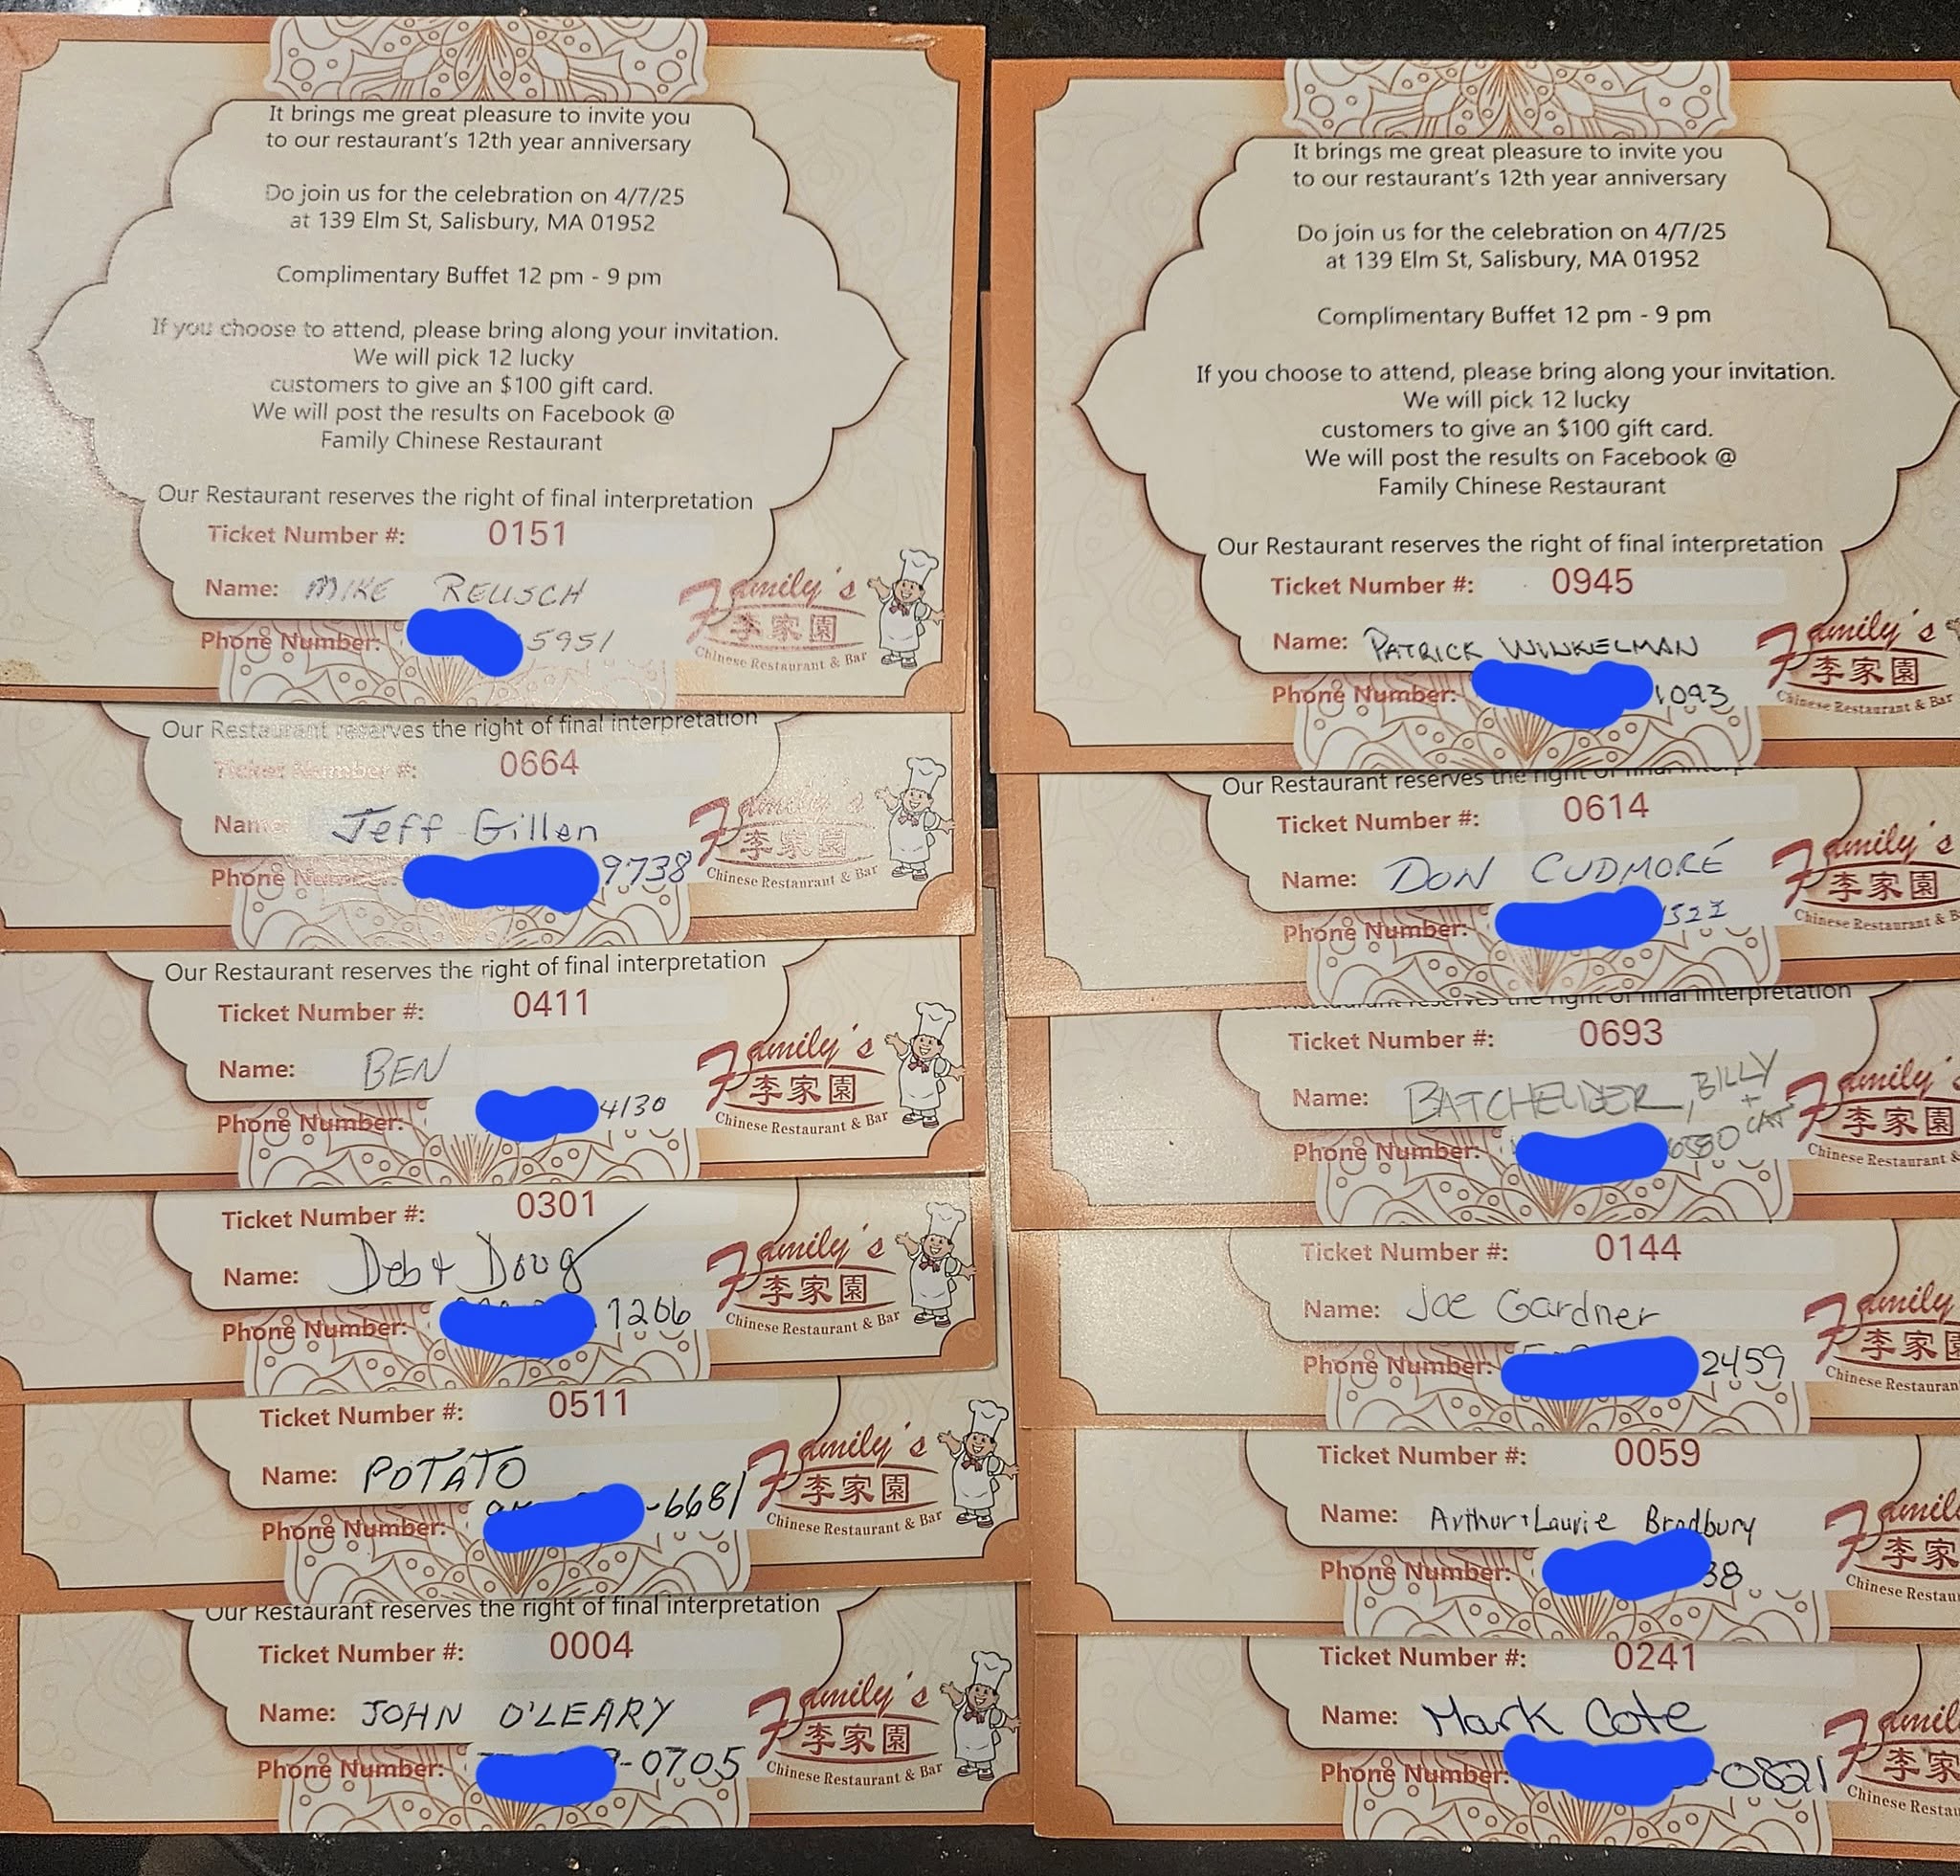 It brings me great pleasure to invite you
to our restaurant's 12th year anniversary
Do join us for the celebration on 4/7/25
at 139 Elm St, Salisbury, MA 01952
Complimentary Buffet 12 pm - 9 pm
If you choose to attend, please bring along your invitation.
We will pick 12 lucky
customers to give an $100 gift card.
We will post the results on Facebook @
Family Chinese Restaurant
Our Restaurant reserves the right of final interpretation
Ticket Number #: 0151
Name: MIKE REUSCH
Phone Number: 5951
Family's
李家園
Chinese Restaurant & Bar
Our Restaurant reserves the right of final interpretation
Ticket Number #: 0664
Name: Jeff Gillen
Phone Number: 9738
Family's
李家園
Chinese Restaurant & Bar
Our Restaurant reserves the right of final interpretation
Ticket Number #: 0411
Name: BEN
Phone Number: 4130
Family's
李家園
Chinese Restaurant & Bar
Ticket Number #: 0301
Name: Deb + Doug
Phone Number: 1206
Family's
李家園
Chinese Restaurant & Bar
Ticket Number #: 0511
Name: POTATO
Phone Number: -6681
Family's
李家園
Chinese Restaurant & Bar
Our Restaurant reserves the right of final interpretation
Ticket Number #: 0004
Name: JOHN O'LEARY
Phone Number: -0705
Family's
李家園
Chinese Restaurant & Bar
It brings me great pleasure to invite you
to our restaurant's 12th year anniversary
Do join us for the celebration on 4/7/25
at 139 Elm St, Salisbury, MA 01952
Complimentary Buffet 12 pm - 9 pm
If you choose to attend, please bring along your invitation.
We will pick 12 lucky
customers to give an $100 gift card.
We will post the results on Facebook @
Family Chinese Restaurant
Our Restaurant reserves the right of final interpretation
Ticket Number #: 0945
Name: PATRICK WINKELMAN
Phone Number: 1093
Family's
李家園
Chinese Restaurant & Bar
Our Restaurant reserves the right of final
Ticket Number #: 0614
Name: DON CUDMORE
Phone Number:
Family's
李家園
Chinese Restaurant & B
Restaurant reserves the right of final interpretation
Ticket Number #: 0693
Name: BATCHELDER, BILLY + CAT
Phone Number:
Family's
李家園
Chinese Restaurant &
Ticket Number #: 0144
Name: Joe Gardner
Phone Number: 2459
Family
李家園
Chinese Restauran
Ticket Number #: 0059
Name: Arthur + Laurie Bradbury
Phone Number: 38
Famil
李家
Chinese Restau
Ticket Number #: 0241
Name: Mark Cote
Phone Number: -0821
Famil
李家
Chinese Restau